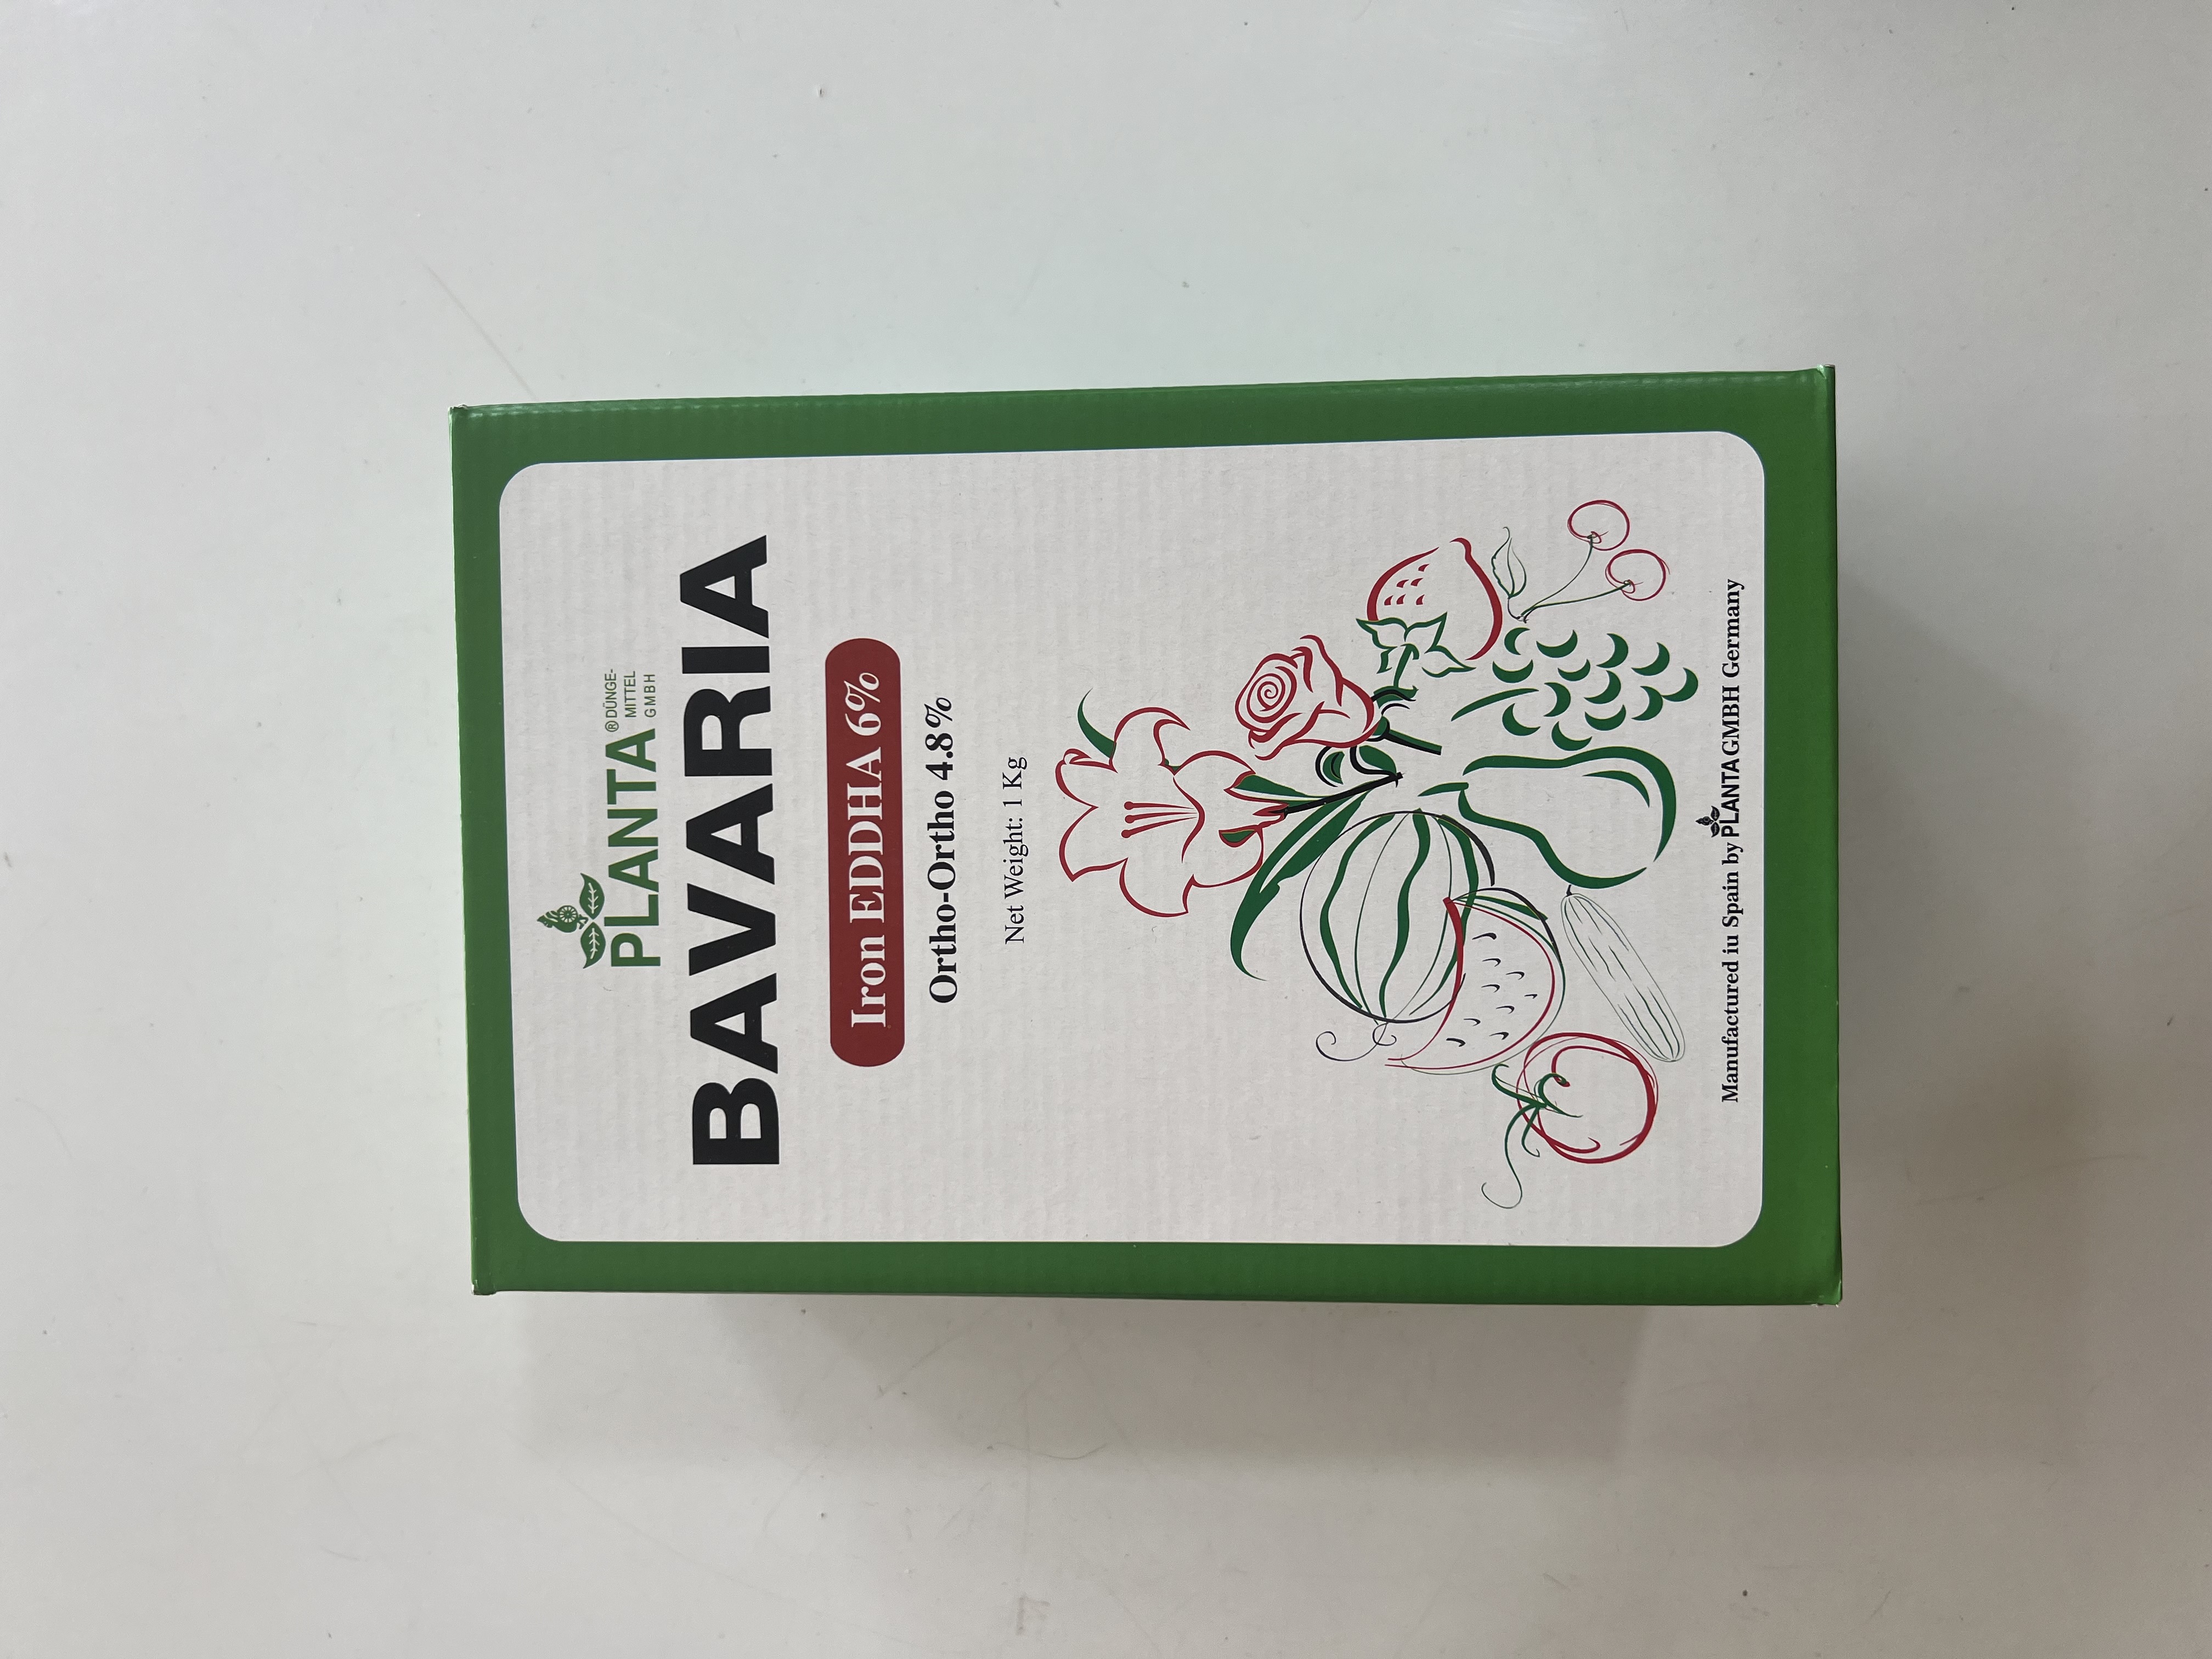 PLANTA®DÜNGE-
MITTEL
GMBH
BAVARIA
Iron EDDHA 6%
Ortho-Ortho 4.8%
Net Weight: 1 Kg
Manufactured iu Spain by PLANTA GMBH Germany